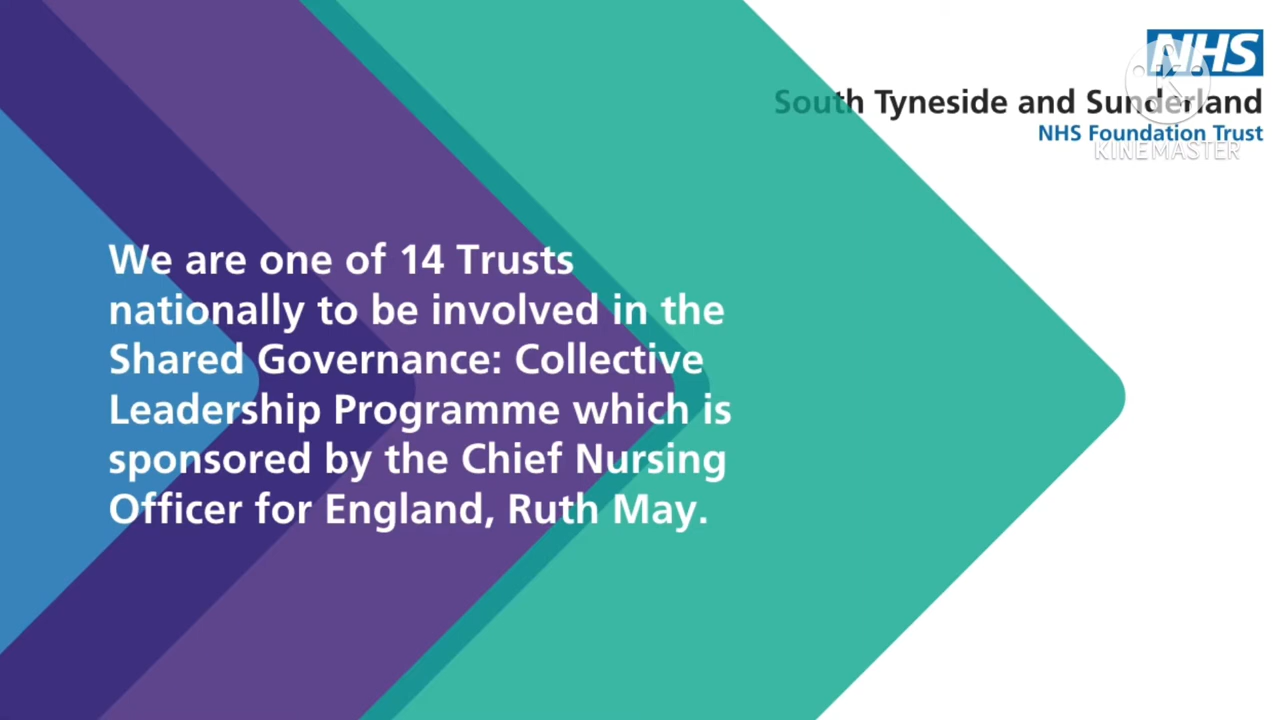 NHS
South Tyneside and Sunderland
NHS Foundation Trust
KINEMASTER
We are one of 14 Trusts
nationally to be involved in the
Shared Governance: Collective
Leadership Programme which is
sponsored by the Chief Nursing
Officer for England, Ruth May.